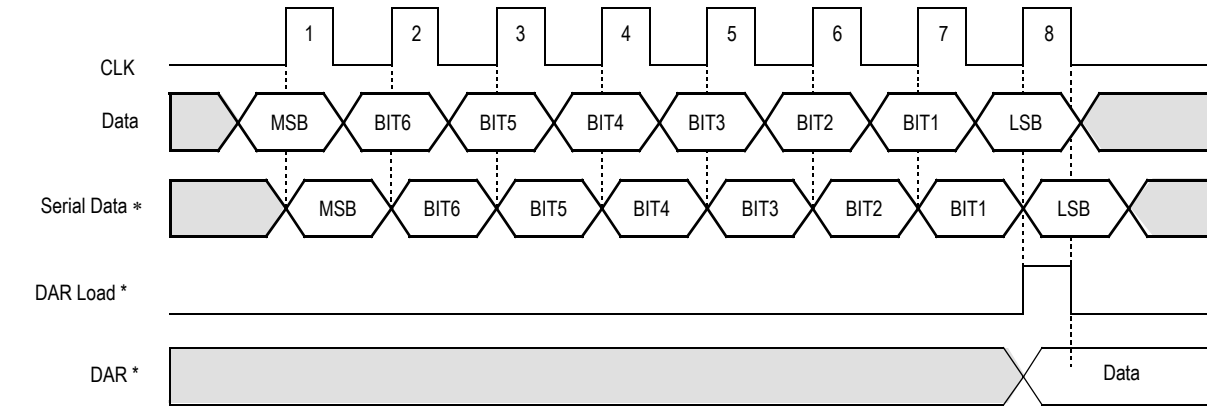 1 2 3 4 5 6 7 8
CLK
Data MSB BIT6 BIT5 BIT4 BIT3 BIT2 BIT1 LSB
Serial Data * MSB BIT6 BIT5 BIT4 BIT3 BIT2 BIT1 LSB
DAR Load *
DAR * Data